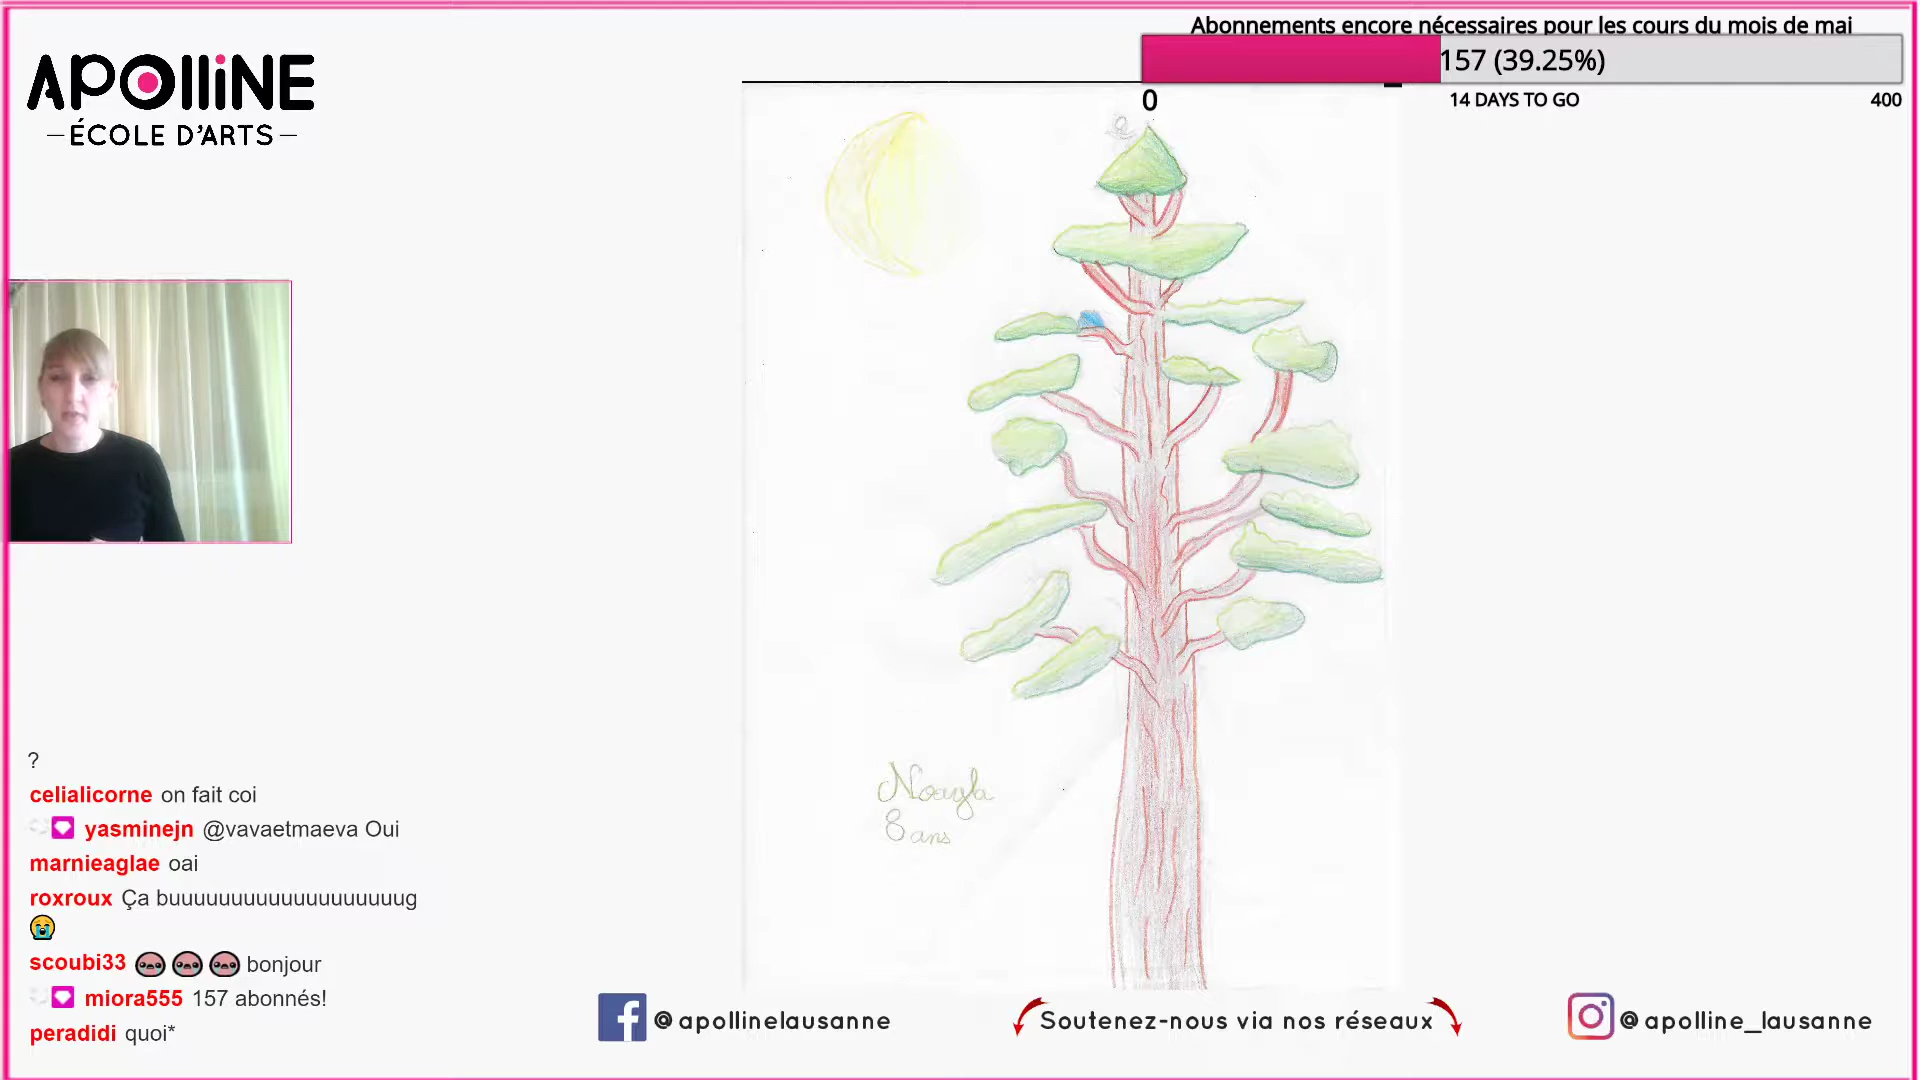 Abonnements encore nécessaires pour les cours du mois de mai
157 (39.25%)
0
14 DAYS TO GO
400
APOLLINE
ÉCOLE D'ARTS
8 ans
?
celialicorne on fait coi
yasminejn @vavaetmaeva Oui
marnieaglae oai
roxroux Ça buuuuuuuuuuuuuuuuuug
scoubi33 bonjour
miora555 157 abonnés!
peradidi quoi*
@apollinelausanne
Soutenez-nous via nos réseaux
@apolline_lausanne